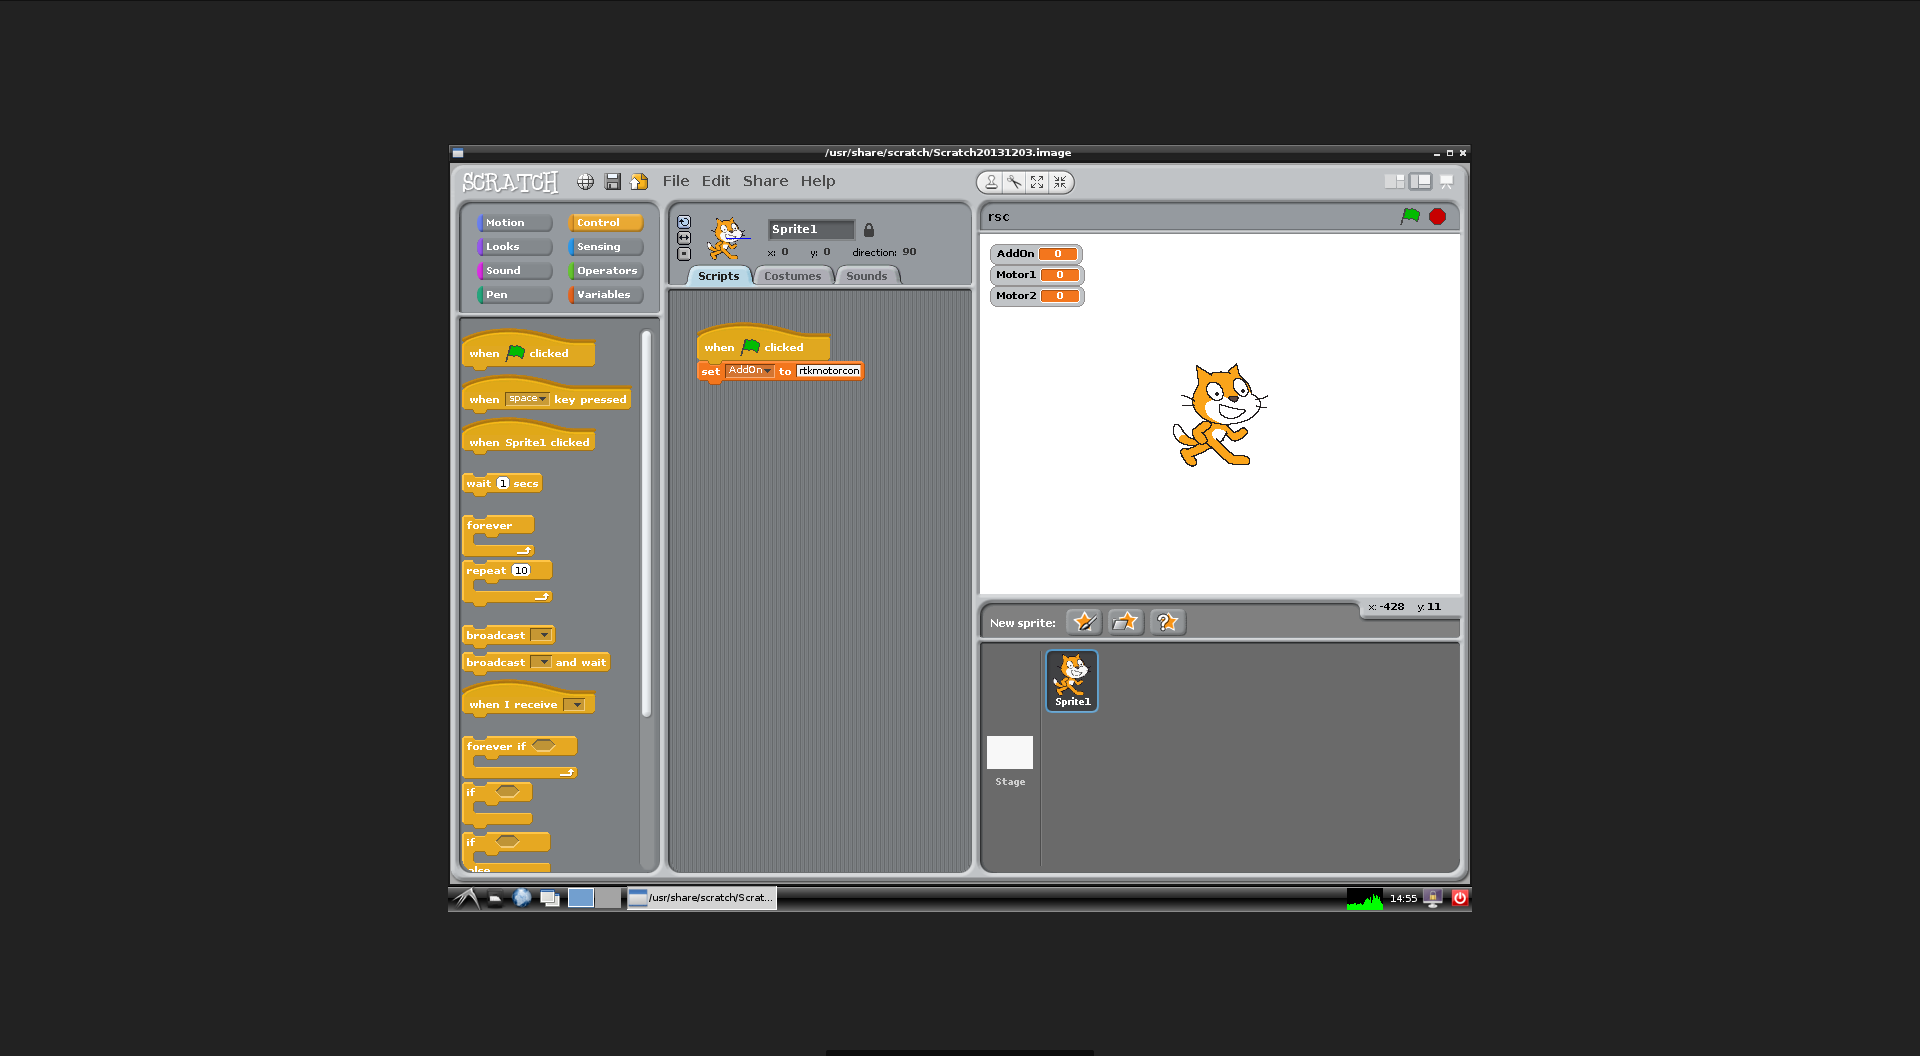 /usr/share/scratch/Scratch20131203.image
SCRATCH
File Edit Share Help
Motion
Control
Looks
Sensing
Sound
Operators
Pen
Variables
when clicked
when space key pressed
when Sprite1 clicked
wait 1 secs
forever
repeat 10
broadcast
broadcast and wait
when I receive
forever if
if
if
else
Sprite1
x: 0 y: 0 direction: 90
Scripts Costumes Sounds
when clicked
set AddOn to rtkmotorcon
rsc
AddOn 0
Motor1 0
Motor2 0
x: -428 y: 11
New sprite:
Sprite1
Stage
/usr/share/scratch/Scrat...
14:55